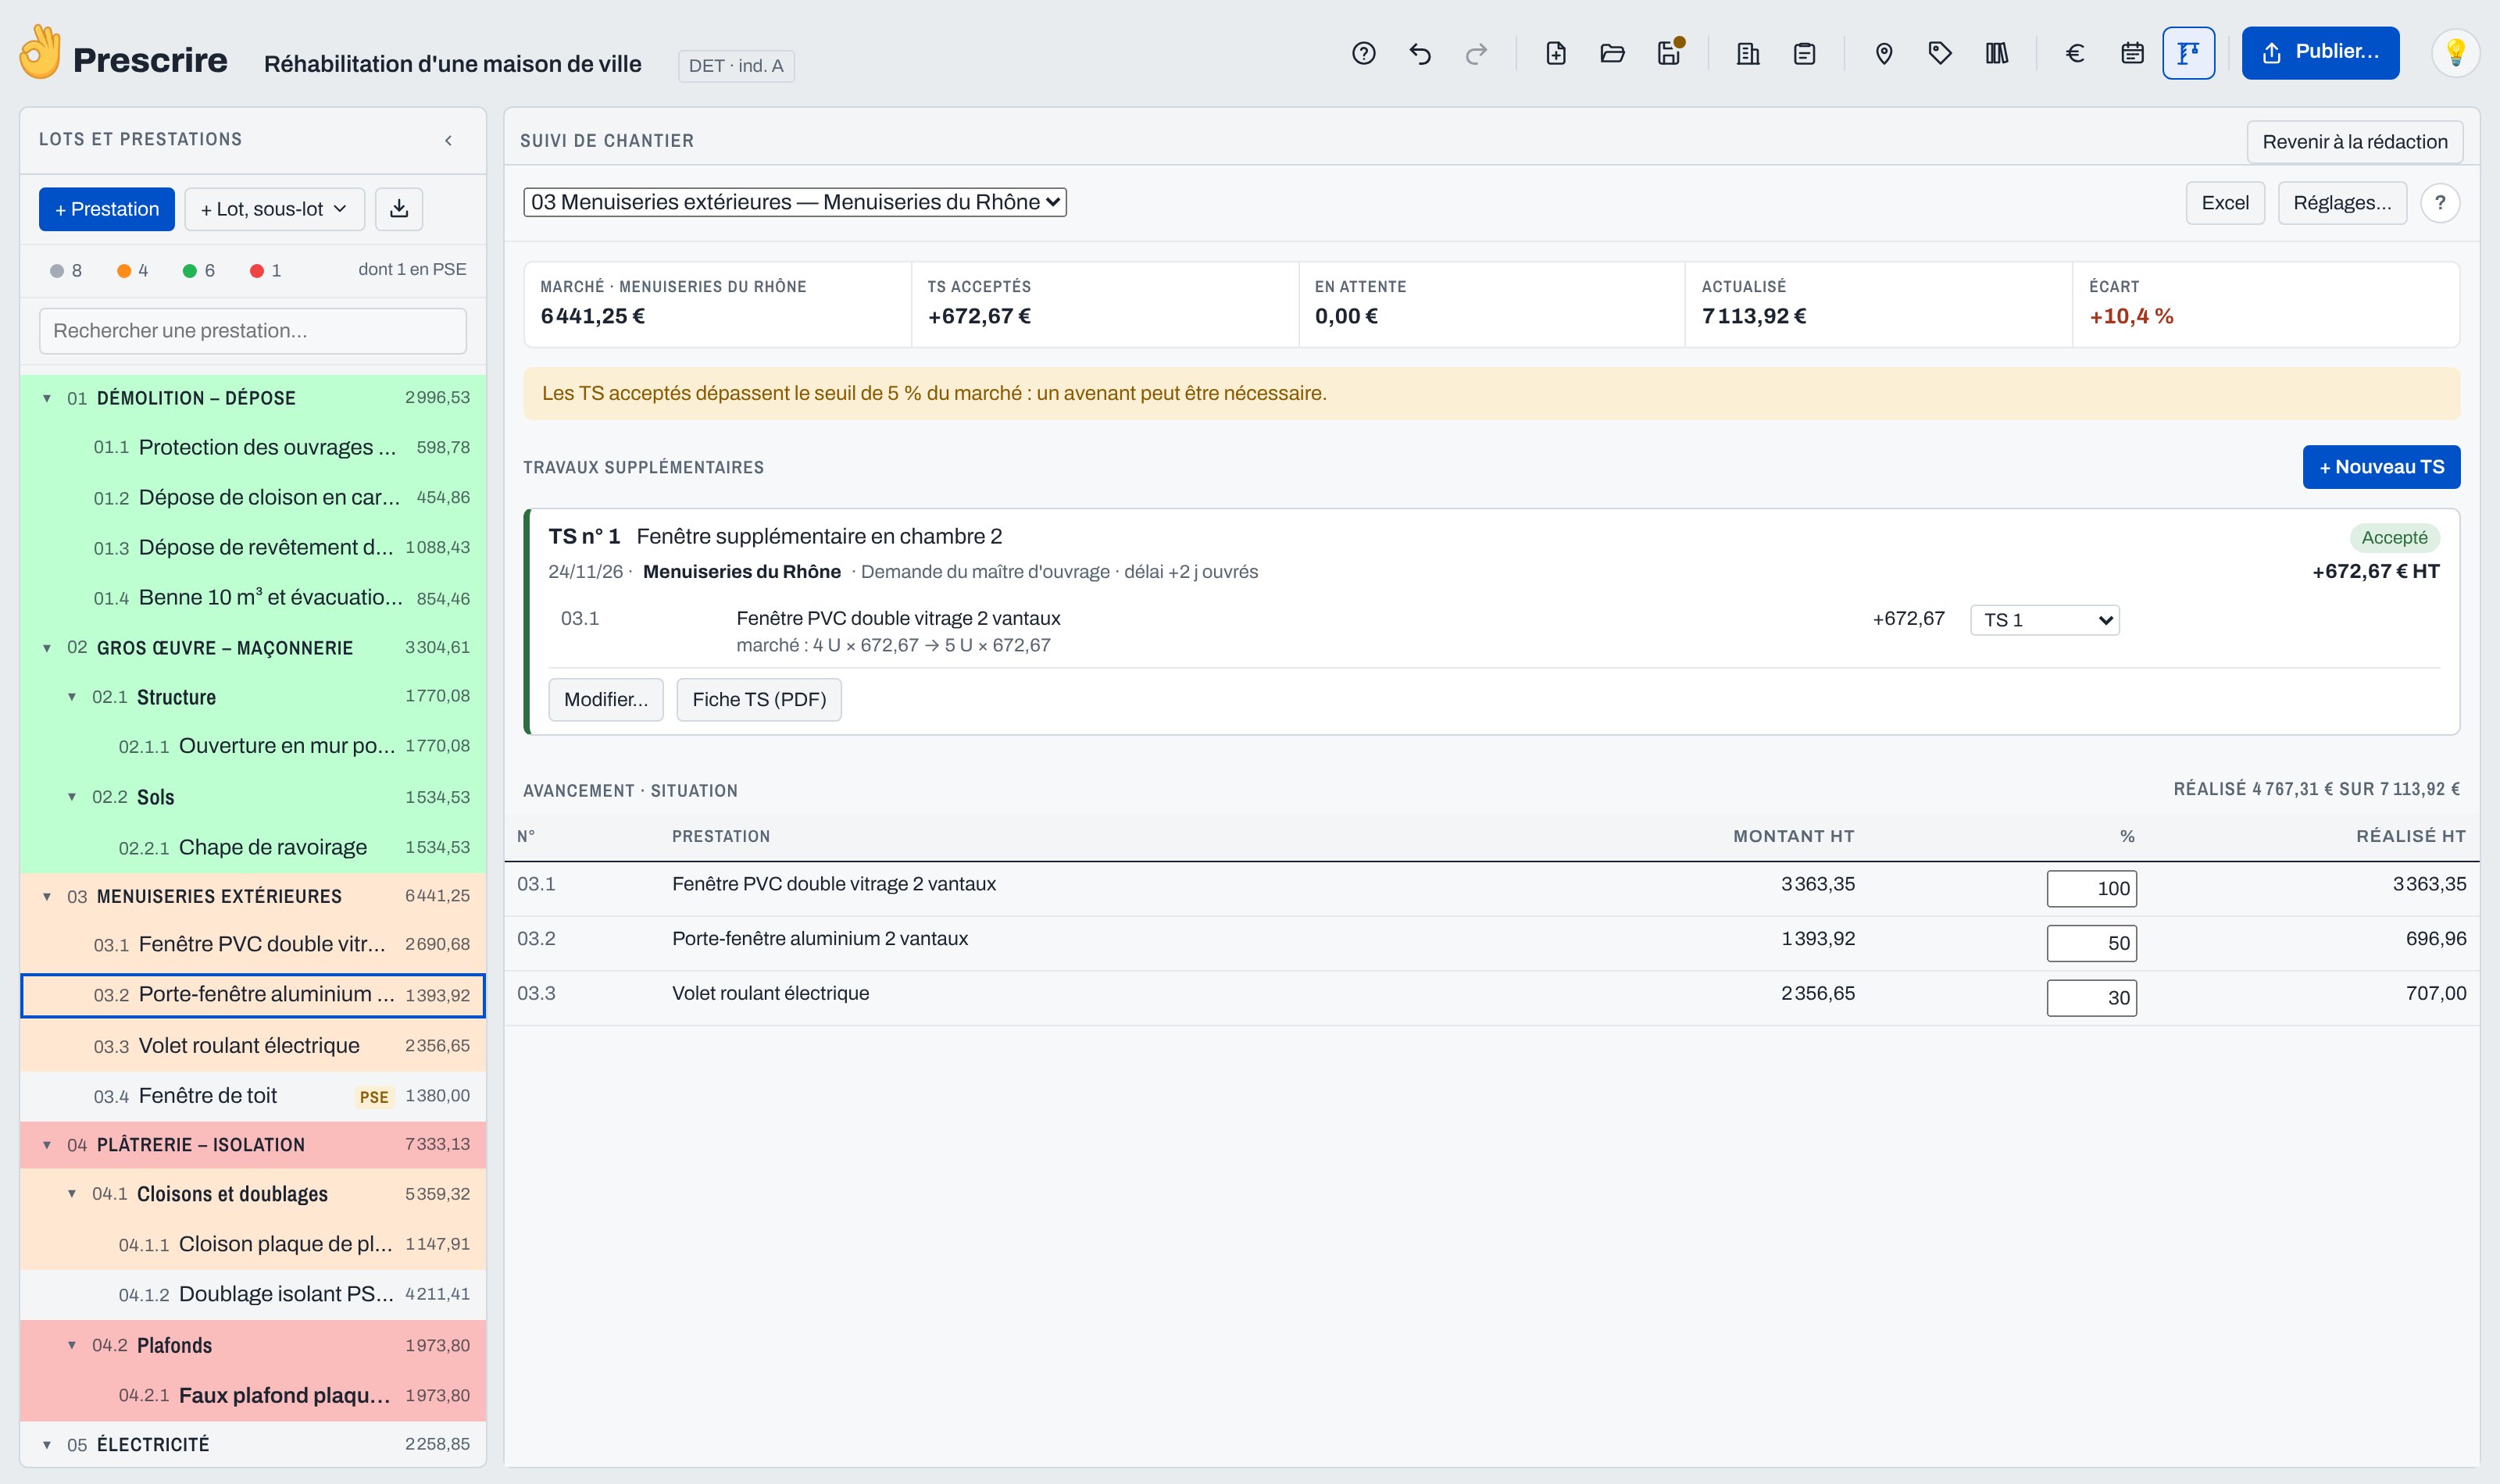 Prescrire
Réhabilitation d'une maison de ville
DET · ind. A
Publier…
LOTS ET PRESTATIONS
+ Prestation
+ Lot, sous-lot
8 4 6 1 dont 1 en PSE
Rechercher une prestation…
01 DÉMOLITION – DÉPOSE 2 996,53
01.1 Protection des ouvrages … 598,78
01.2 Dépose de cloison en car… 454,86
01.3 Dépose de revêtement d… 1 088,43
01.4 Benne 10 m³ et évacuatio… 854,46
02 GROS ŒUVRE – MAÇONNERIE 3 304,61
02.1 Structure 1 770,08
02.1.1 Ouverture en mur po… 1 770,08
02.2 Sols 1 534,53
02.2.1 Chape de ravoirage 1 534,53
03 MENUISERIES EXTÉRIEURES 6 441,25
03.1 Fenêtre PVC double vitr… 2 690,68
03.2 Porte-fenêtre aluminium … 1 393,92
03.3 Volet roulant électrique 2 356,65
03.4 Fenêtre de toit PSE 1 380,00
04 PLÂTRERIE – ISOLATION 7 333,13
04.1 Cloisons et doublages 5 359,32
04.1.1 Cloison plaque de pl… 1 147,91
04.1.2 Doublage isolant PS… 4 211,41
04.2 Plafonds 1 973,80
04.2.1 Faux plafond plaqu… 1 973,80
05 ÉLECTRICITÉ 2 258,85
SUIVI DE CHANTIER
Revenir à la rédaction
03 Menuiseries extérieures — Menuiseries du Rhône
Excel
Réglages…
?
MARCHÉ · MENUISERIES DU RHÔNE
6 441,25 €
TS ACCEPTÉS
+672,67 €
EN ATTENTE
0,00 €
ACTUALISÉ
7 113,92 €
ÉCART
+10,4 %
Les TS acceptés dépassent le seuil de 5 % du marché : un avenant peut être nécessaire.
TRAVAUX SUPPLÉMENTAIRES
+ Nouveau TS
TS n° 1 Fenêtre supplémentaire en chambre 2
Accepté
24/11/26 · Menuiseries du Rhône · Demande du maître d'ouvrage · délai +2 j ouvrés
+672,67 € HT
03.1 Fenêtre PVC double vitrage 2 vantaux +672,67 TS 1
marché : 4 U × 672,67 → 5 U × 672,67
Modifier…
Fiche TS (PDF)
AVANCEMENT · SITUATION
RÉALISÉ 4 767,31 € SUR 7 113,92 €
N° PRESTATION MONTANT HT % RÉALISÉ HT
03.1 Fenêtre PVC double vitrage 2 vantaux 3 363,35 100 3 363,35
03.2 Porte-fenêtre aluminium 2 vantaux 1 393,92 50 696,96
03.3 Volet roulant électrique 2 356,65 30 707,00